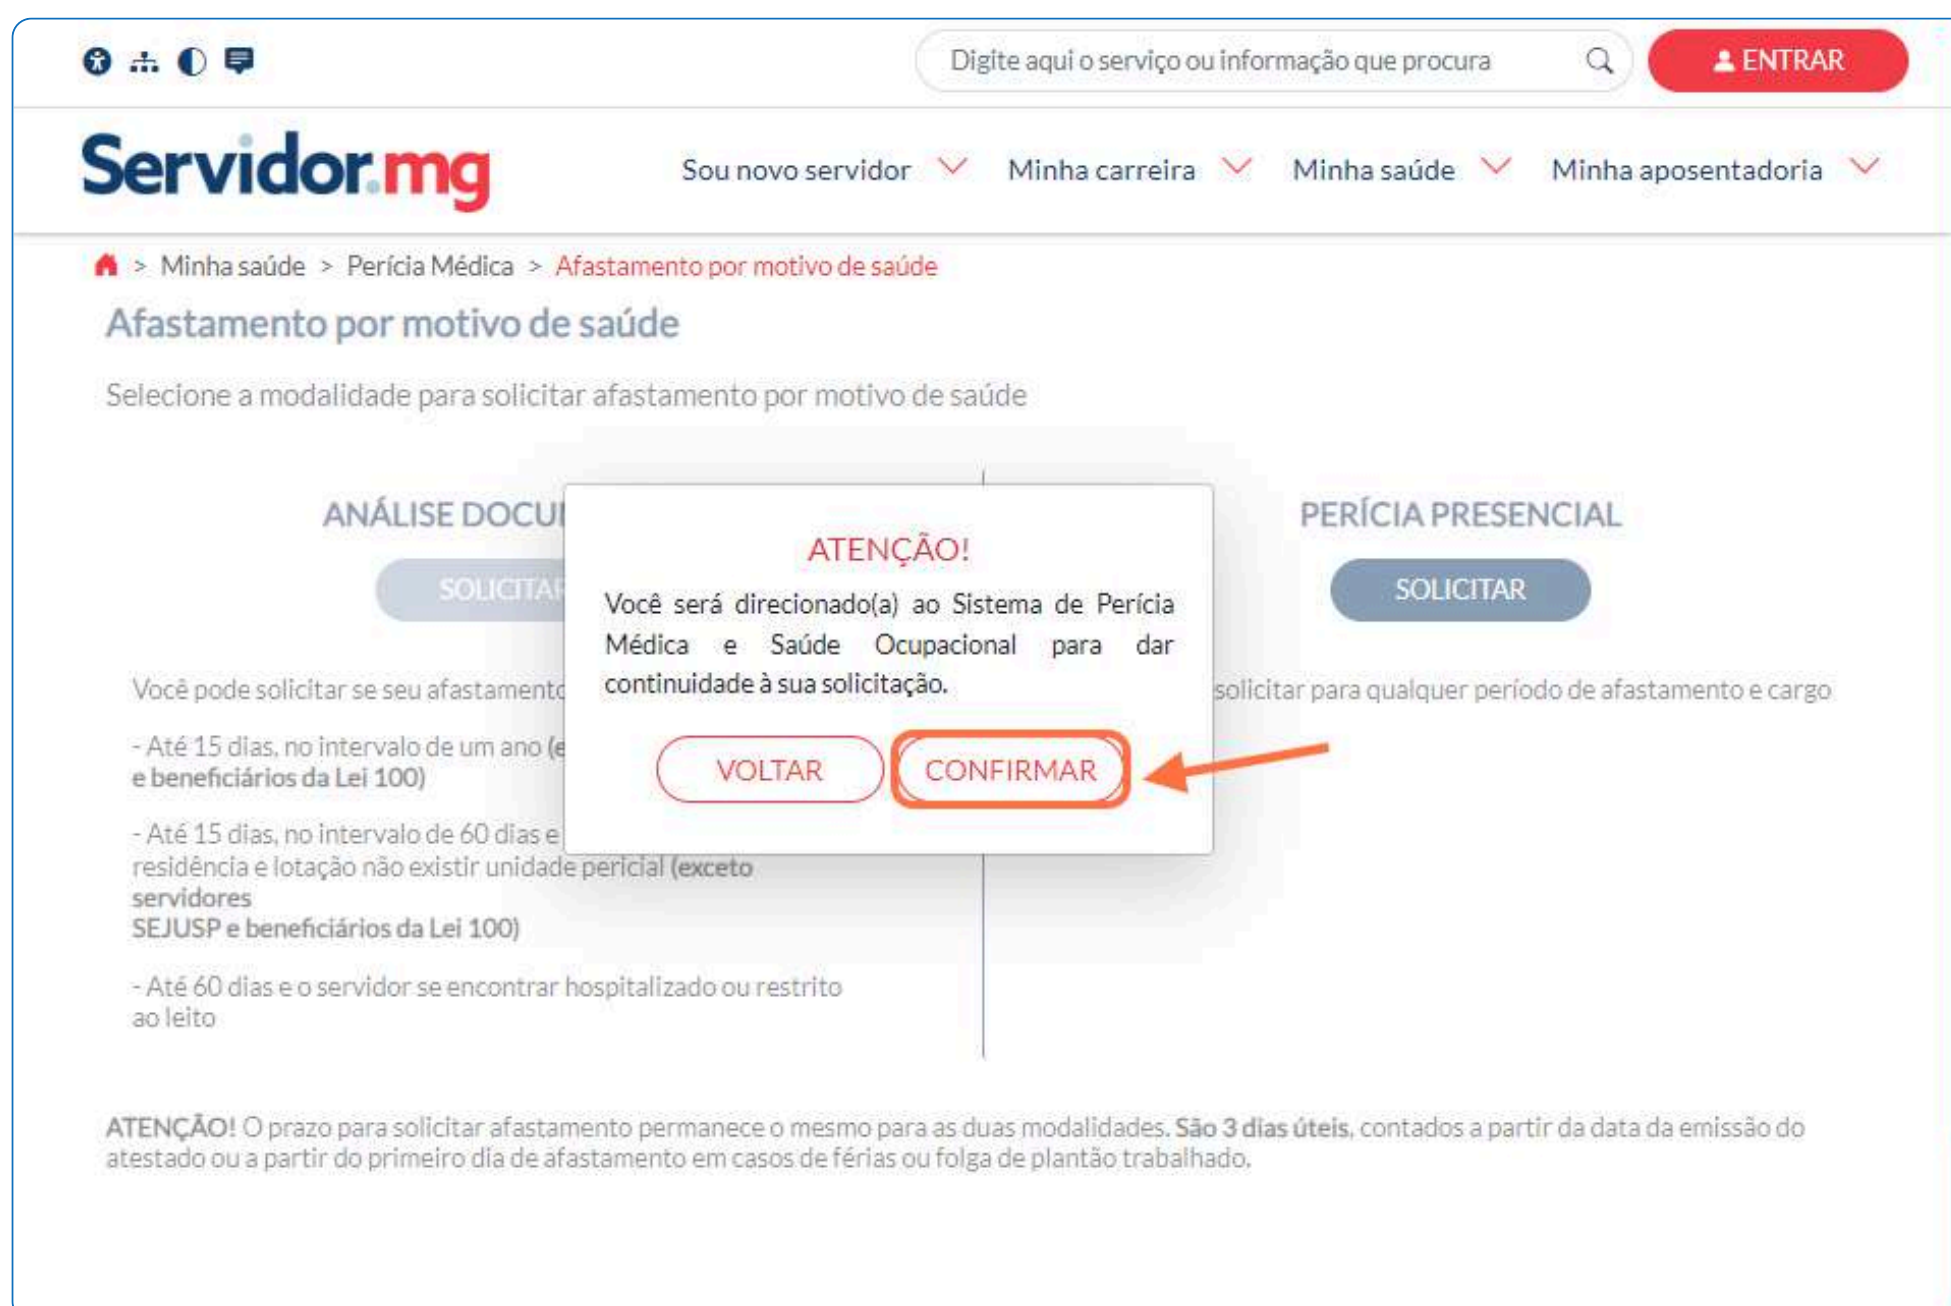 Digite aqui o serviço ou informação que procura
ENTRAR
Servidor.mg
Sou novo servidor
Minha carreira
Minha saúde
Minha aposentadoria
> Minha saúde > Perícia Médica > Afastamento por motivo de saúde
Afastamento por motivo de saúde
Selecione a modalidade para solicitar afastamento por motivo de saúde
ANÁLISE
SOLICITAR
Você pode solicitar se seu afastamento
- Até 15 dias, no intervalo de um ano
e beneficiários da Lei 100)
- Até 15 dias, no intervalo de 60 dias e
residência e lotação não existir unidade pericial (exceto
servidores
SEJUSP e beneficiários da Lei 100)
- Até 60 dias e o servidor se encontrar hospitalizado ou restrito
ao leito
ATENÇÃO!
Você será direcionado(a) ao Sistema de Perícia
Médica e Saúde Ocupacional para dar
continuidade à sua solicitação.
VOLTAR
CONFIRMAR
PERÍCIA PRESENCIAL
SOLICITAR
solicitar para qualquer período de afastamento e cargo
ATENÇÃO! O prazo para solicitar afastamento permanece o mesmo para as duas modalidades. São 3 dias úteis, contados a partir da data da emissão do
atestado ou a partir do primeiro dia de afastamento em casos de férias ou folga de plantão trabalhado.